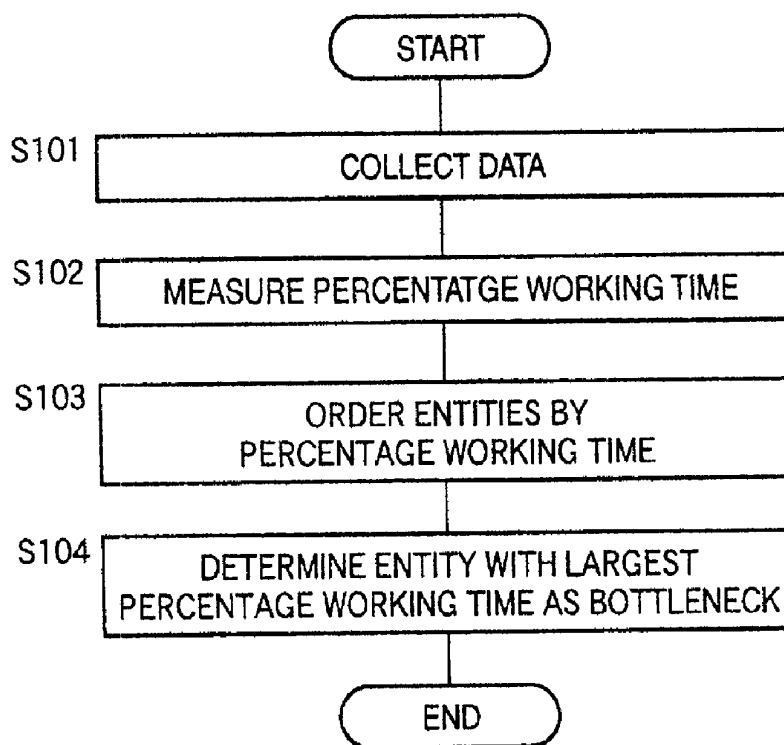 START
S101
COLLECT DATA
S102
MEASURE PERCENTATGE WORKING TIME
S103
ORDER ENTITIES BY
PERCENTAGE WORKING TIME
S104
DETERMINE ENTITY WITH LARGEST
PERCENTAGE WORKING TIME AS BOTTLENECK
END